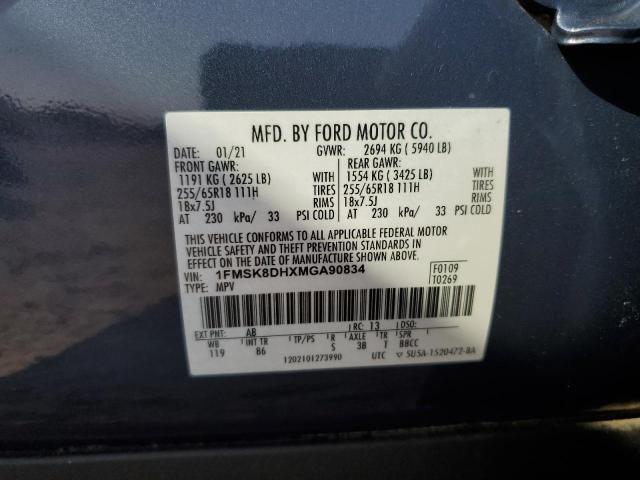 MFD. BY FORD MOTOR CO.
DATE: 01/21 GVWR: 2694 KG ( 5940 LB)
FRONT GAWR: REAR GAWR:
1191 KG ( 2625 LB) WITH 1554 KG ( 3425 LB) WITH
255/65R18 111H TIRES 255/65R18 111H TIRES
18x7.5J RIMS 18x7.5J RIMS
AT 230 kPa/ 33 PSI COLD AT 230 kPa/ 33 PSI COLD
THIS VEHICLE CONFORMS TO ALL APPLICABLE FEDERAL MOTOR
VEHICLE SAFETY AND THEFT PREVENTION STANDARDS IN
EFFECT ON THE DATE OF MANUFACTURE SHOWN ABOVE.
VIN: 1FMSK8DHXMGA90834 F0109
TYPE: MPV T0269
EXT PNT: AB RC: 13 DSO:
WB INT TR TP/PS R AXLE TR SPR
119 B6 S 3B T BBCC
1202101273990 UTC 5U5A-1520472-BA